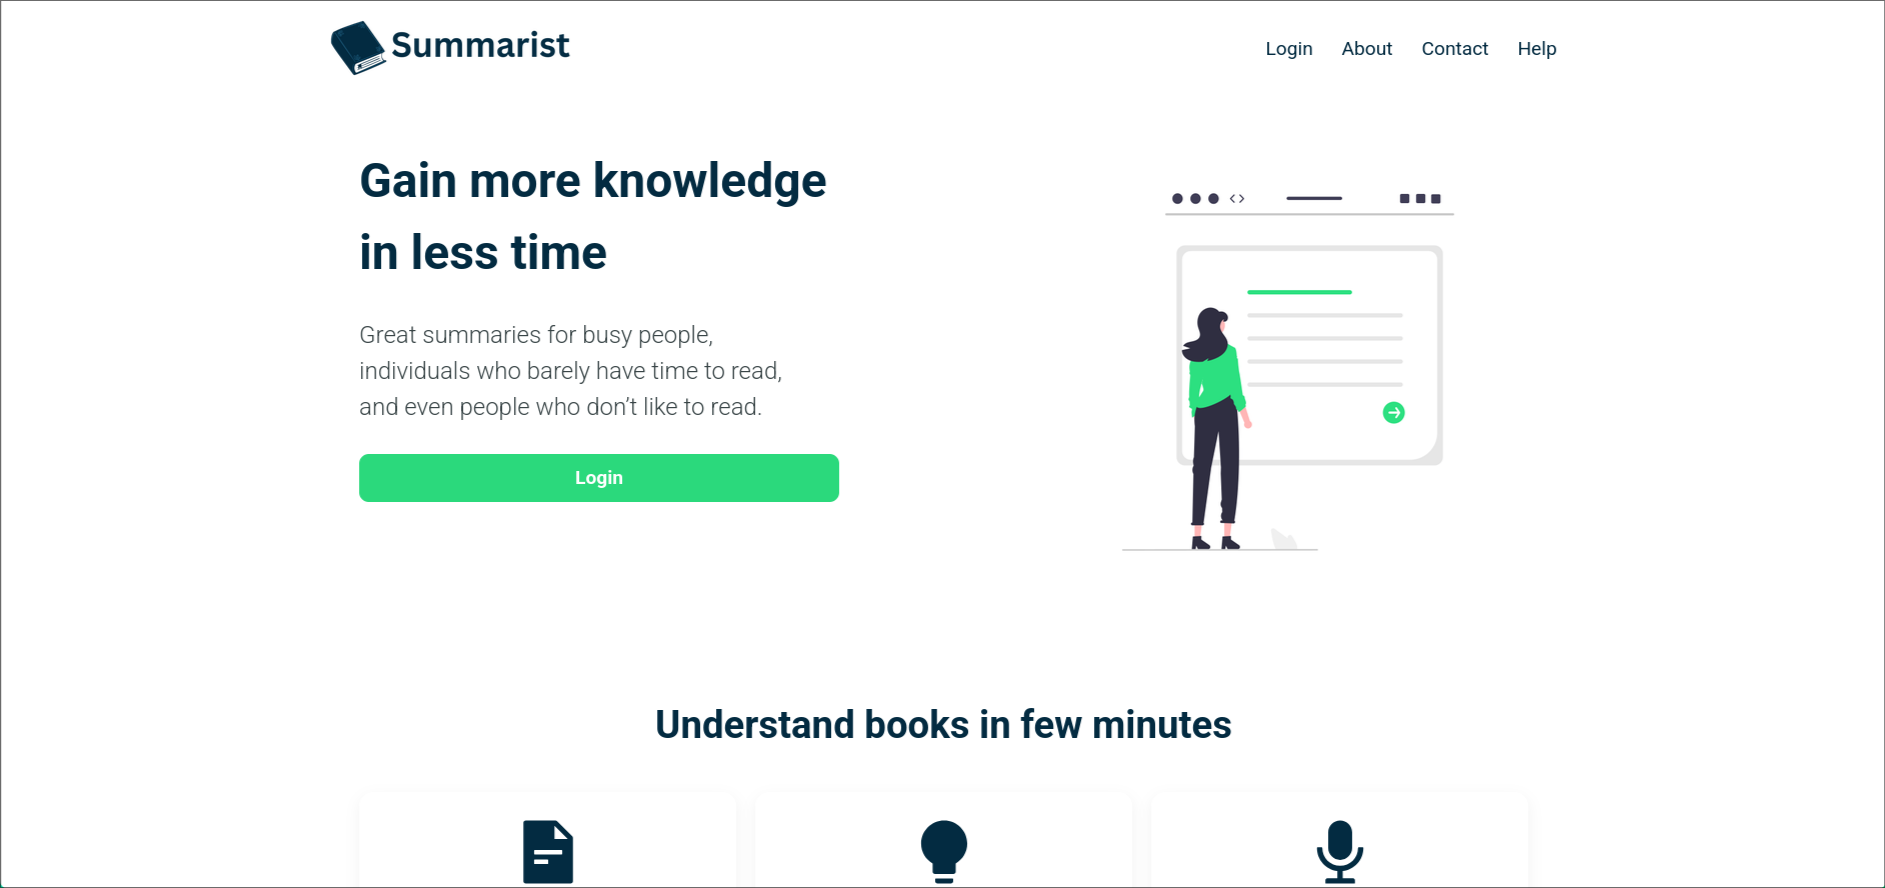 Summarist
Login About Contact Help
Gain more knowledge
in less time
Great summaries for busy people,
individuals who barely have time to read,
and even people who don’t like to read.
Login
Understand books in few minutes